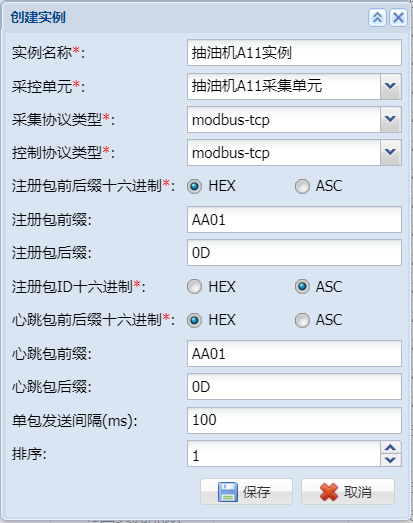 创建实例
实例名称*: 抽油机A11实例
采控单元*: 抽油机A11采集单元
采集协议类型*: modbus-tcp
控制协议类型*: modbus-tcp
注册包前后缀十六进制*: HEX ASC
注册包前缀: AA01
注册包后缀: 0D
注册包ID十六进制*: HEX ASC
心跳包前后缀十六进制*: HEX ASC
心跳包前缀: AA01
心跳包后缀: 0D
单包发送间隔(ms): 100
排序: 1
保存 取消